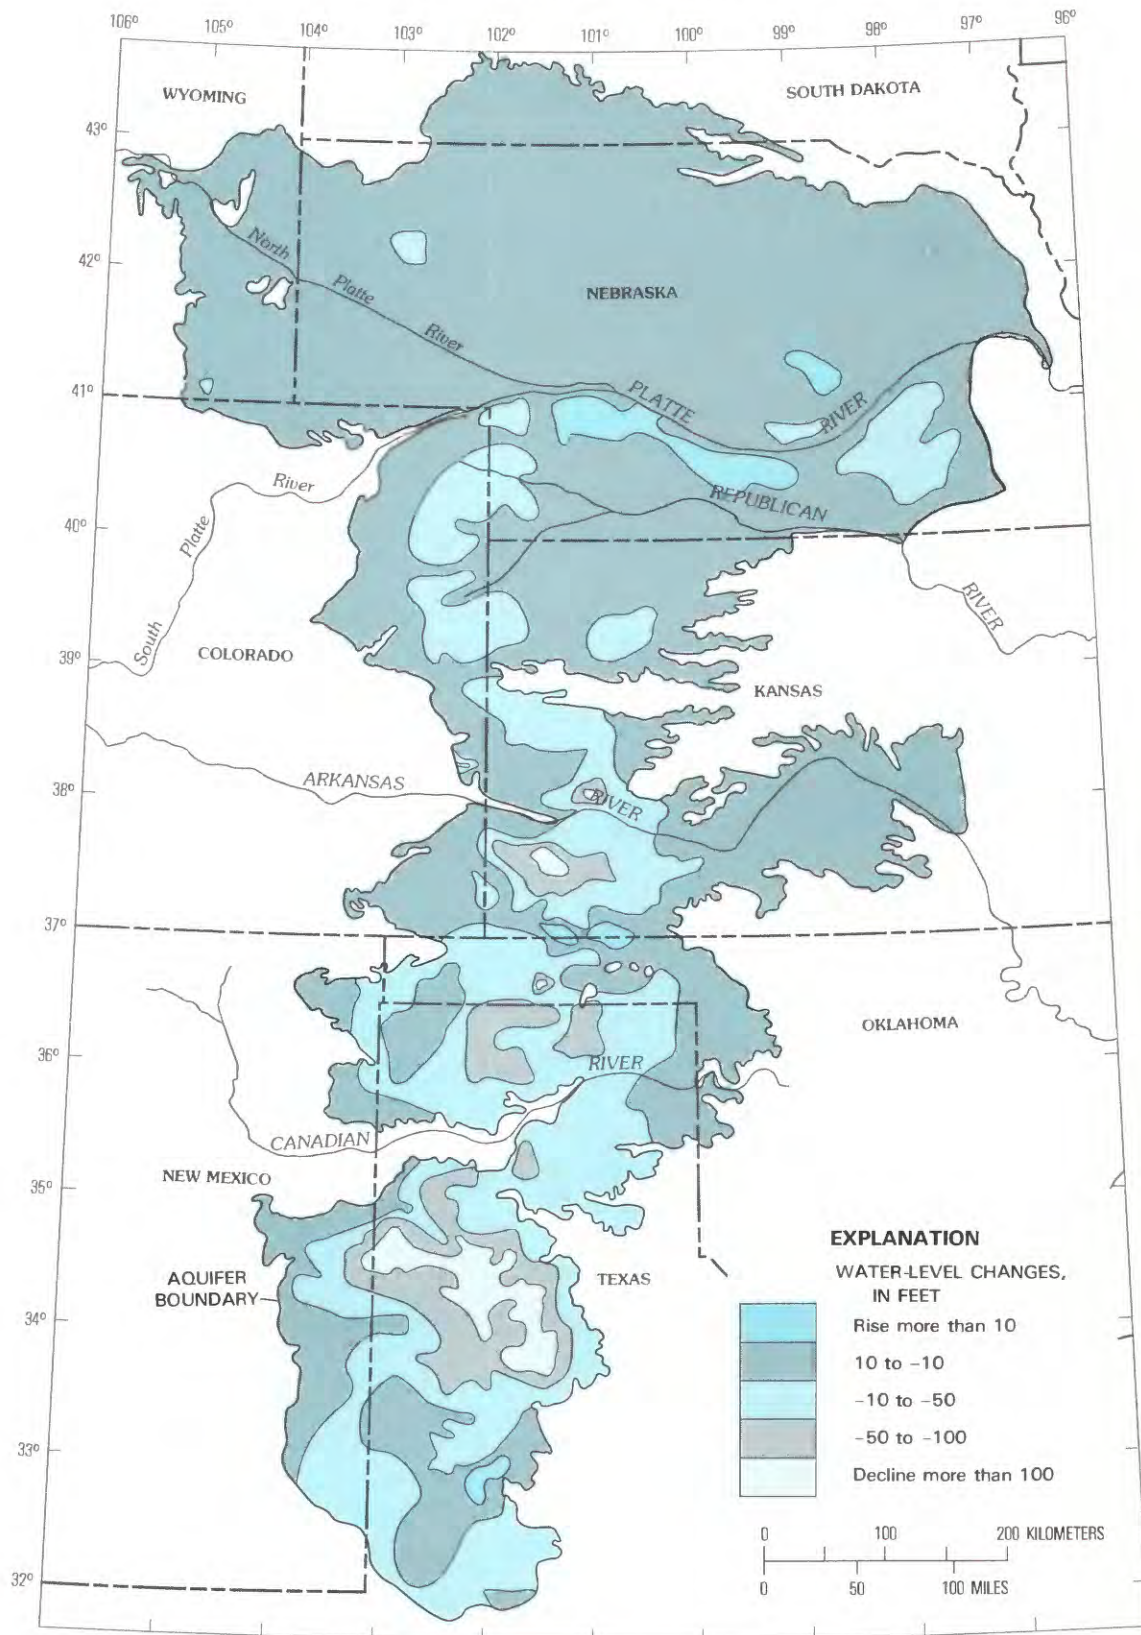 106°
105°
104°
103°
102°
101°
100°
99°
98°
97°
96°
WYOMING
SOUTH DAKOTA
43°
North
Platte
River
42°
NEBRASKA
41°
PLATTE
RIVER
River
REPUBLICAN
40°
Platte
South
RIVER
39°
COLORADO
KANSAS
ARKANSAS
RIVER
38°
37°
OKLAHOMA
36°
RIVER
CANADIAN
NEW MEXICO
35°
AQUIFER
BOUNDARY
TEXAS
34°
33°
32°
EXPLANATION
WATER-LEVEL CHANGES,
IN FEET
Rise more than 10
10 to -10
-10 to -50
-50 to -100
Decline more than 100
0 100 200 KILOMETERS
0 50 100 MILES